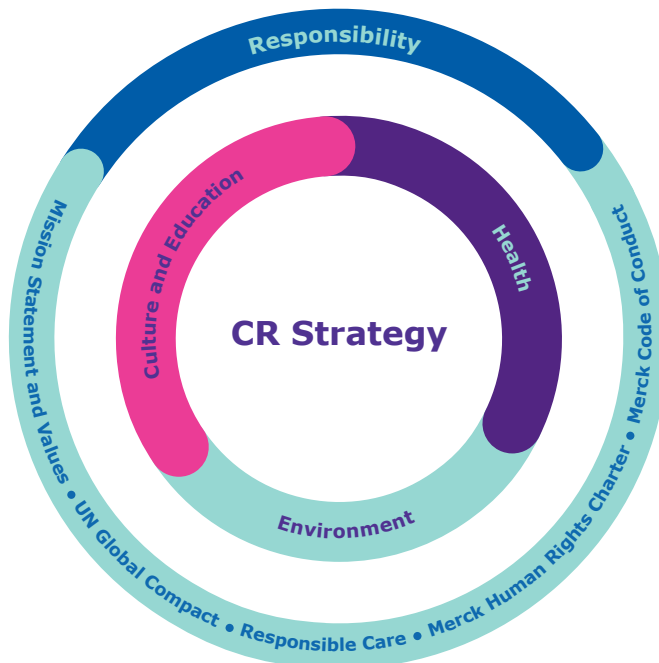 Responsibility
Culture and Education
Health
CR Strategy
Environment
Mission Statement and Values • UN Global Compact • Responsible Care • Merck Human Rights Charter • Merck Code of Conduct